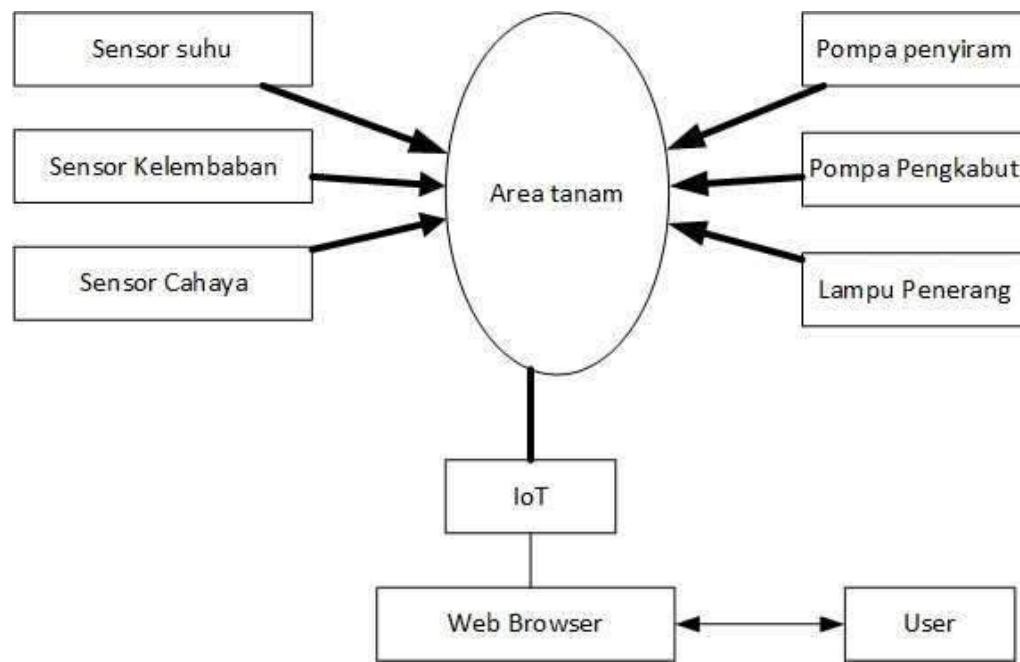 Sensor suhu
Pompa penyiram
Sensor Kelembaban
Area tanam
Pompa Pengkabut
Sensor Cahaya
Lampu Penerang
IoT
Web Browser
User